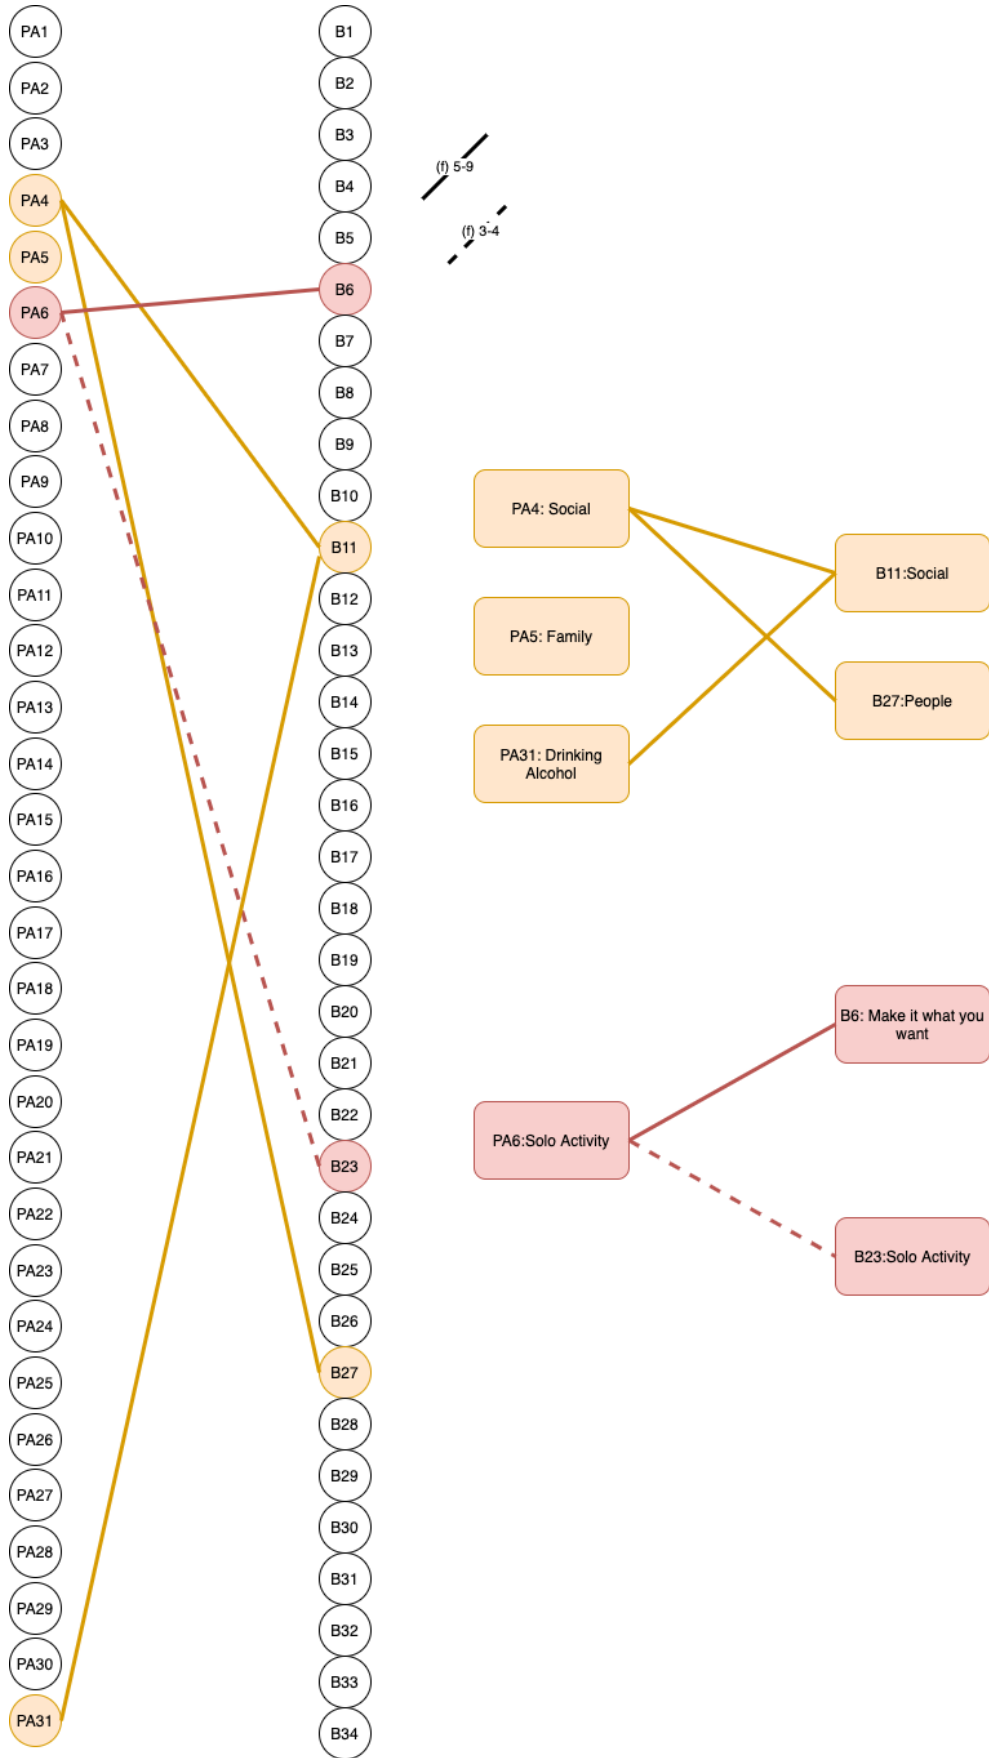 PA1
PA2
PA3
PA4
PA5
PA6
PA7
PA8
PA9
PA10
PA11
PA12
PA13
PA14
PA15
PA16
PA17
PA18
PA19
PA20
PA21
PA22
PA23
PA24
PA25
PA26
PA27
PA28
PA29
PA30
PA31
B1
B2
B3
B4
B5
B6
B7
B8
B9
B10
B11
B12
B13
B14
B15
B16
B17
B18
B19
B20
B21
B22
B23
B24
B25
B26
B27
B28
B29
B30
B31
B32
B33
B34
(f) 5-9
(f) 3-4
PA4: Social
PA5: Family
PA31: Drinking
Alcohol
B11:Social
B27:People
PA6:Solo Activity
B6: Make it what you
want
B23:Solo Activity